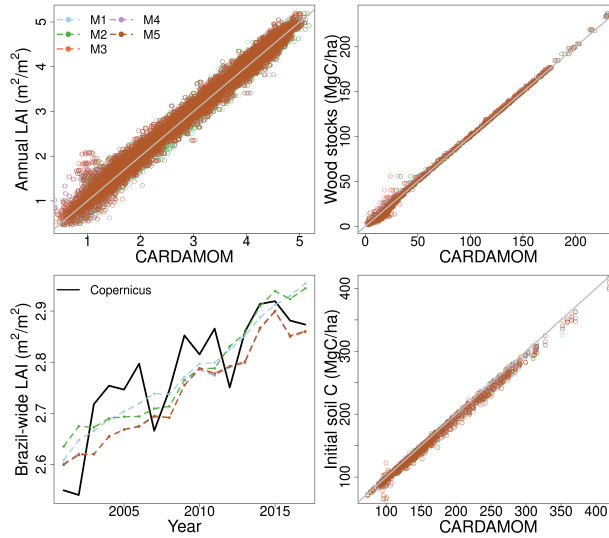 M1 M4
M2 M5
M3
Annual LAI (m²/m²)
5
4
3
2
1
1 2 3 4 5
CARDAMOM
Wood stocks (MgC/ha)
200
150
100
50
0
0 50 100 150 200
CARDAMOM
Copernicus
Brazil-wide LAI (m²/m²)
2.9
2.8
2.7
2.6
2005 2010 2015
Year
Initial soil C (MgC/ha)
400
300
200
100
100 150 200 250 300 350 400
CARDAMOM